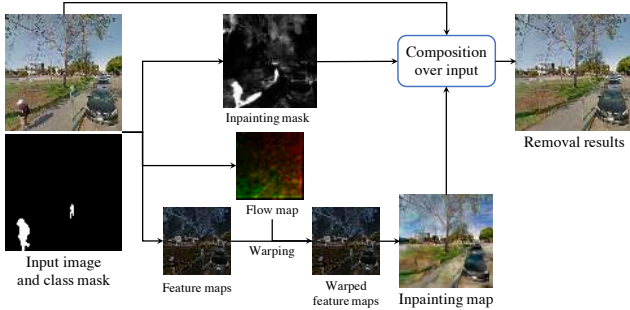 Composition
over input
Inpainting mask
Removal results
Flow map
Warping
Input image
and class mask
Feature maps
Warped
feature maps
Inpainting map